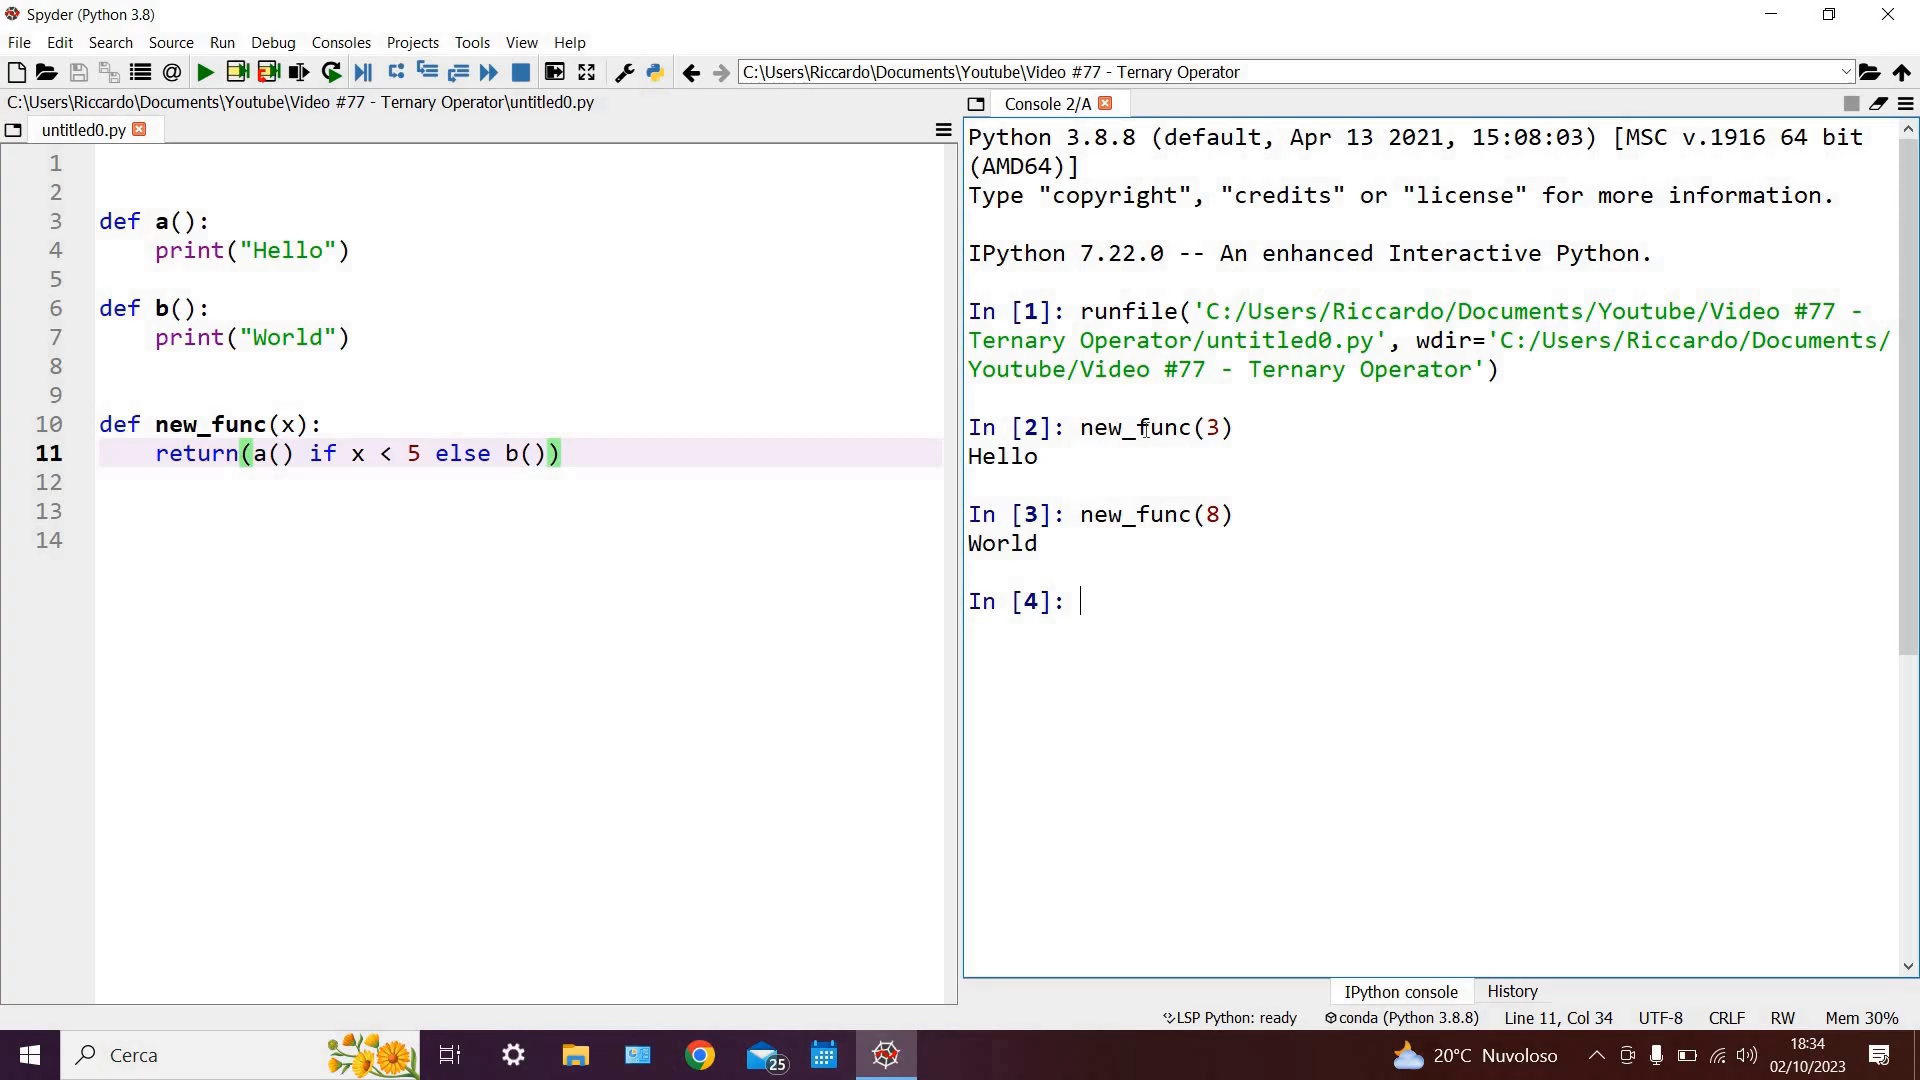 Spyder (Python 3.8)
File Edit Search Source Run Debug Consoles Projects Tools View Help
C:\Users\Riccardo\Documents\Youtube\Video #77 - Ternary Operator
C:\Users\Riccardo\Documents\Youtube\Video #77 - Ternary Operator\untitled0.py
untitled0.py
1
2
3 def a():
4 print("Hello")
5
6 def b():
7 print("World")
8
9
10 def new_func(x):
11 return(a() if x < 5 else b())
12
13
14
Console 2/A
Python 3.8.8 (default, Apr 13 2021, 15:08:03) [MSC v.1916 64 bit
(AMD64)]
Type "copyright", "credits" or "license" for more information.
IPython 7.22.0 -- An enhanced Interactive Python.
In [1]: runfile('C:/Users/Riccardo/Documents/Youtube/Video #77 -
Ternary Operator/untitled0.py', wdir='C:/Users/Riccardo/Documents/
Youtube/Video #77 - Ternary Operator')
In [2]: new_func(3)
Hello
In [3]: new_func(8)
World
In [4]:
IPython console History
LSP Python: ready conda (Python 3.8.8) Line 11, Col 34 UTF-8 CRLF RW Mem 30%
Cerca 25 20°C Nuvoloso 18:34
02/10/2023